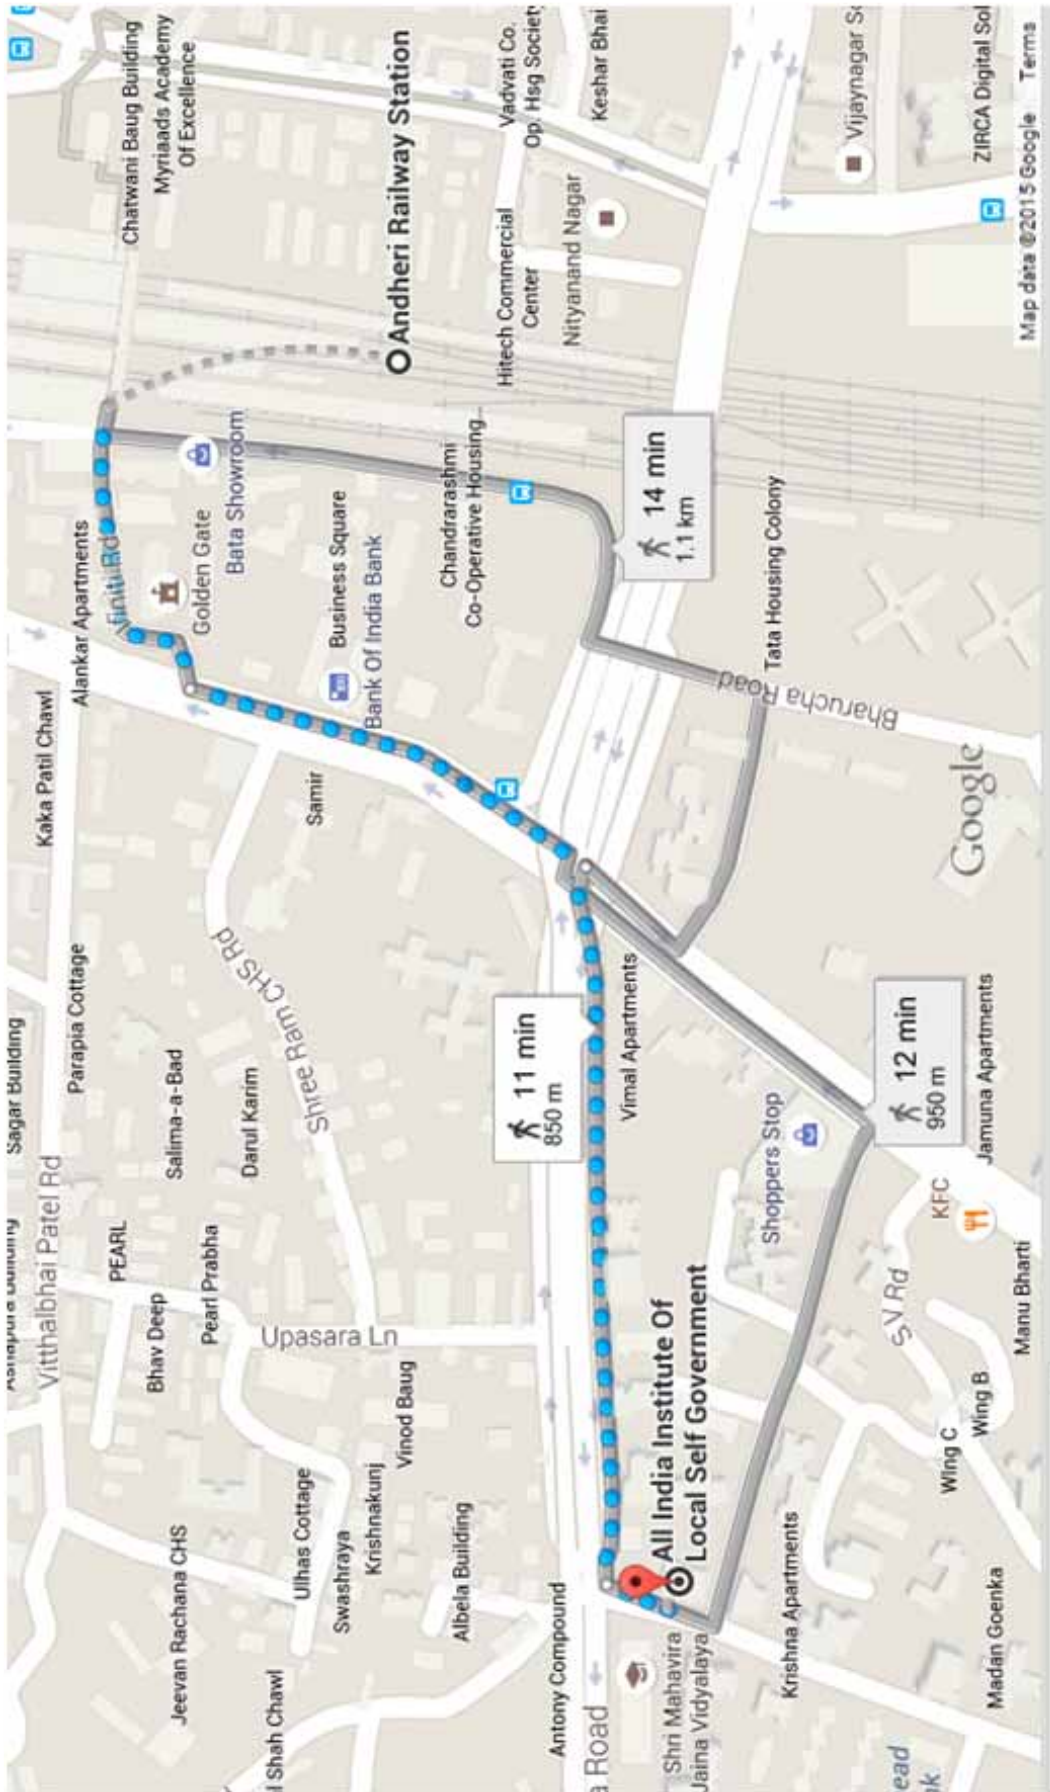 Sagar Building
Vitthalbhai Patel Rd
Jeevan Rachana CHS
Bhav Deep
PEARL
Salima-a-Bad
Parapia Cottage
Kaka Patil Chawl
Alankar Apartments
Chatwani Baug Building
Myriaads Academy
Of Excellence
Pearl Prabha
Darul Karim
Golden Gate
Bata Showroom
Shah Chawl
Ulhas Cottage
Swashraya
Krishnakunj
Upasara Ln
Shree Ram CHS Rd
Samir
Business Square
Bank Of India Bank
Andheri Railway Station
Vinod Baug
Albela Building
Chandrarashmi
Co-Operative Housing...
Hitech Commercial
Center
Vadvati Co.
Op. Hsg Society
Nityanand Nagar
Keshar Bhai
Antony Compound
11 min
850 m
Vimal Apartments
14 min
1.1 km
a Road
All India Institute Of
Local Self Government
Shri Mahavira
Jaina Vidyalaya
Shoppers Stop
Tata Housing Colony
Bharucha Road
Krishna Apartments
12 min
950 m
KFC
S.V Rd
Vijaynagar
Wing C
Wing B
Jamuna Apartments
Google
ZIRCA Digital
Madan Goenka
Manu Bharti
Map data ©2015 Google Terms